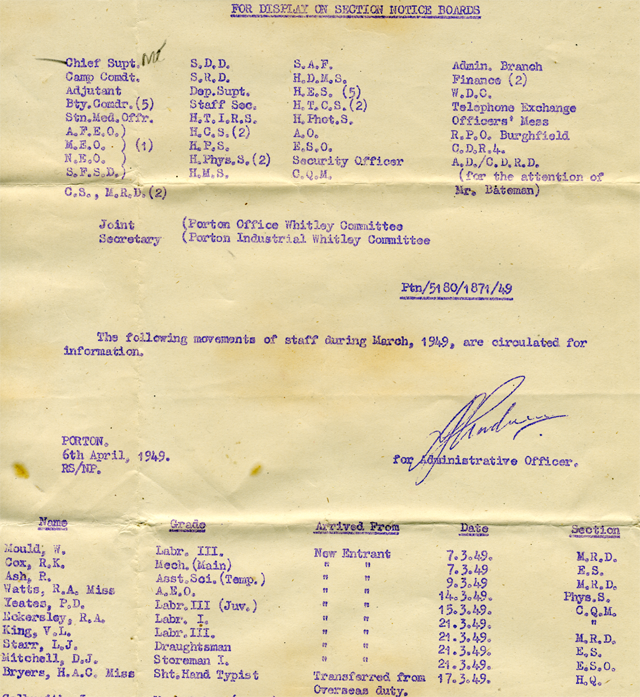 FOR DISPLAY ON SECTION NOTICE BOARDS
Chief Supt. S.D.D. S.A.F. Admin. Branch
Camp Comdt. S.R.D. H.D.M.S. Finance (2)
Adjutant Dep.Supt. H.E.S. (5) W.D.C.
Bty.Comdr.(5) Staff Sec. H.T.C.S.(2) Telephone Exchange
Stn.Med.Offr. H.T.I.R.S. H.Phot.S. Officers' Mess
A.F.E.O.) H.C.S.(2) A.O. R.P.O. Burghfield
M.E.O. ) (1) H.P.S. E.S.O. C.D.R.4.
N.E.O. ) H.Phys.S.(2) Security Officer A.D./C.D.R.D.
S.F.S.D.) H.M.S. C.Q.M. (for the attention of
C.S., M.R.D.(2) Mr. Bateman)
Joint (Porton Office Whitley Committee
Secretary (Porton Industrial Whitley Committee
Ptn/5180/1871/49
The following movements of staff during March, 1949, are circulated for
information.
PORTON.
6th April, 1949.
RS/NP.
for Administrative Officer.
Name Grade Arrived From Date Section
Mould, W. Labr. III. New Entrant 7.3.49. M.R.D.
Cox, R.K. Mech.(Main) " " 7.3.49 E.S.
Ash, R. Asst.Sci.(Temp.) " " 9.3.49 M.R.D.
Watts, R.A. Miss A.E.O. " " 14.3.49. Phys.S.
Yeates, P.D. Labr.III (Juv.) " " 15.3.49. C.Q.M.
Eckersley, R.A. Labr. I. " " 21.3.49. "
King, V.L. Labr.III. " " 21.3.49. M.R.D.
Starr, L.J. Draughtsman " " 21.3.49. E.S.
Mitchell, D.J. Storeman I. " " 21.3.49. E.S.O.
Bryers, H.A.C. Miss Sht.Hand Typist Transferred from 17.3.49. H.Q.
Overseas duty.